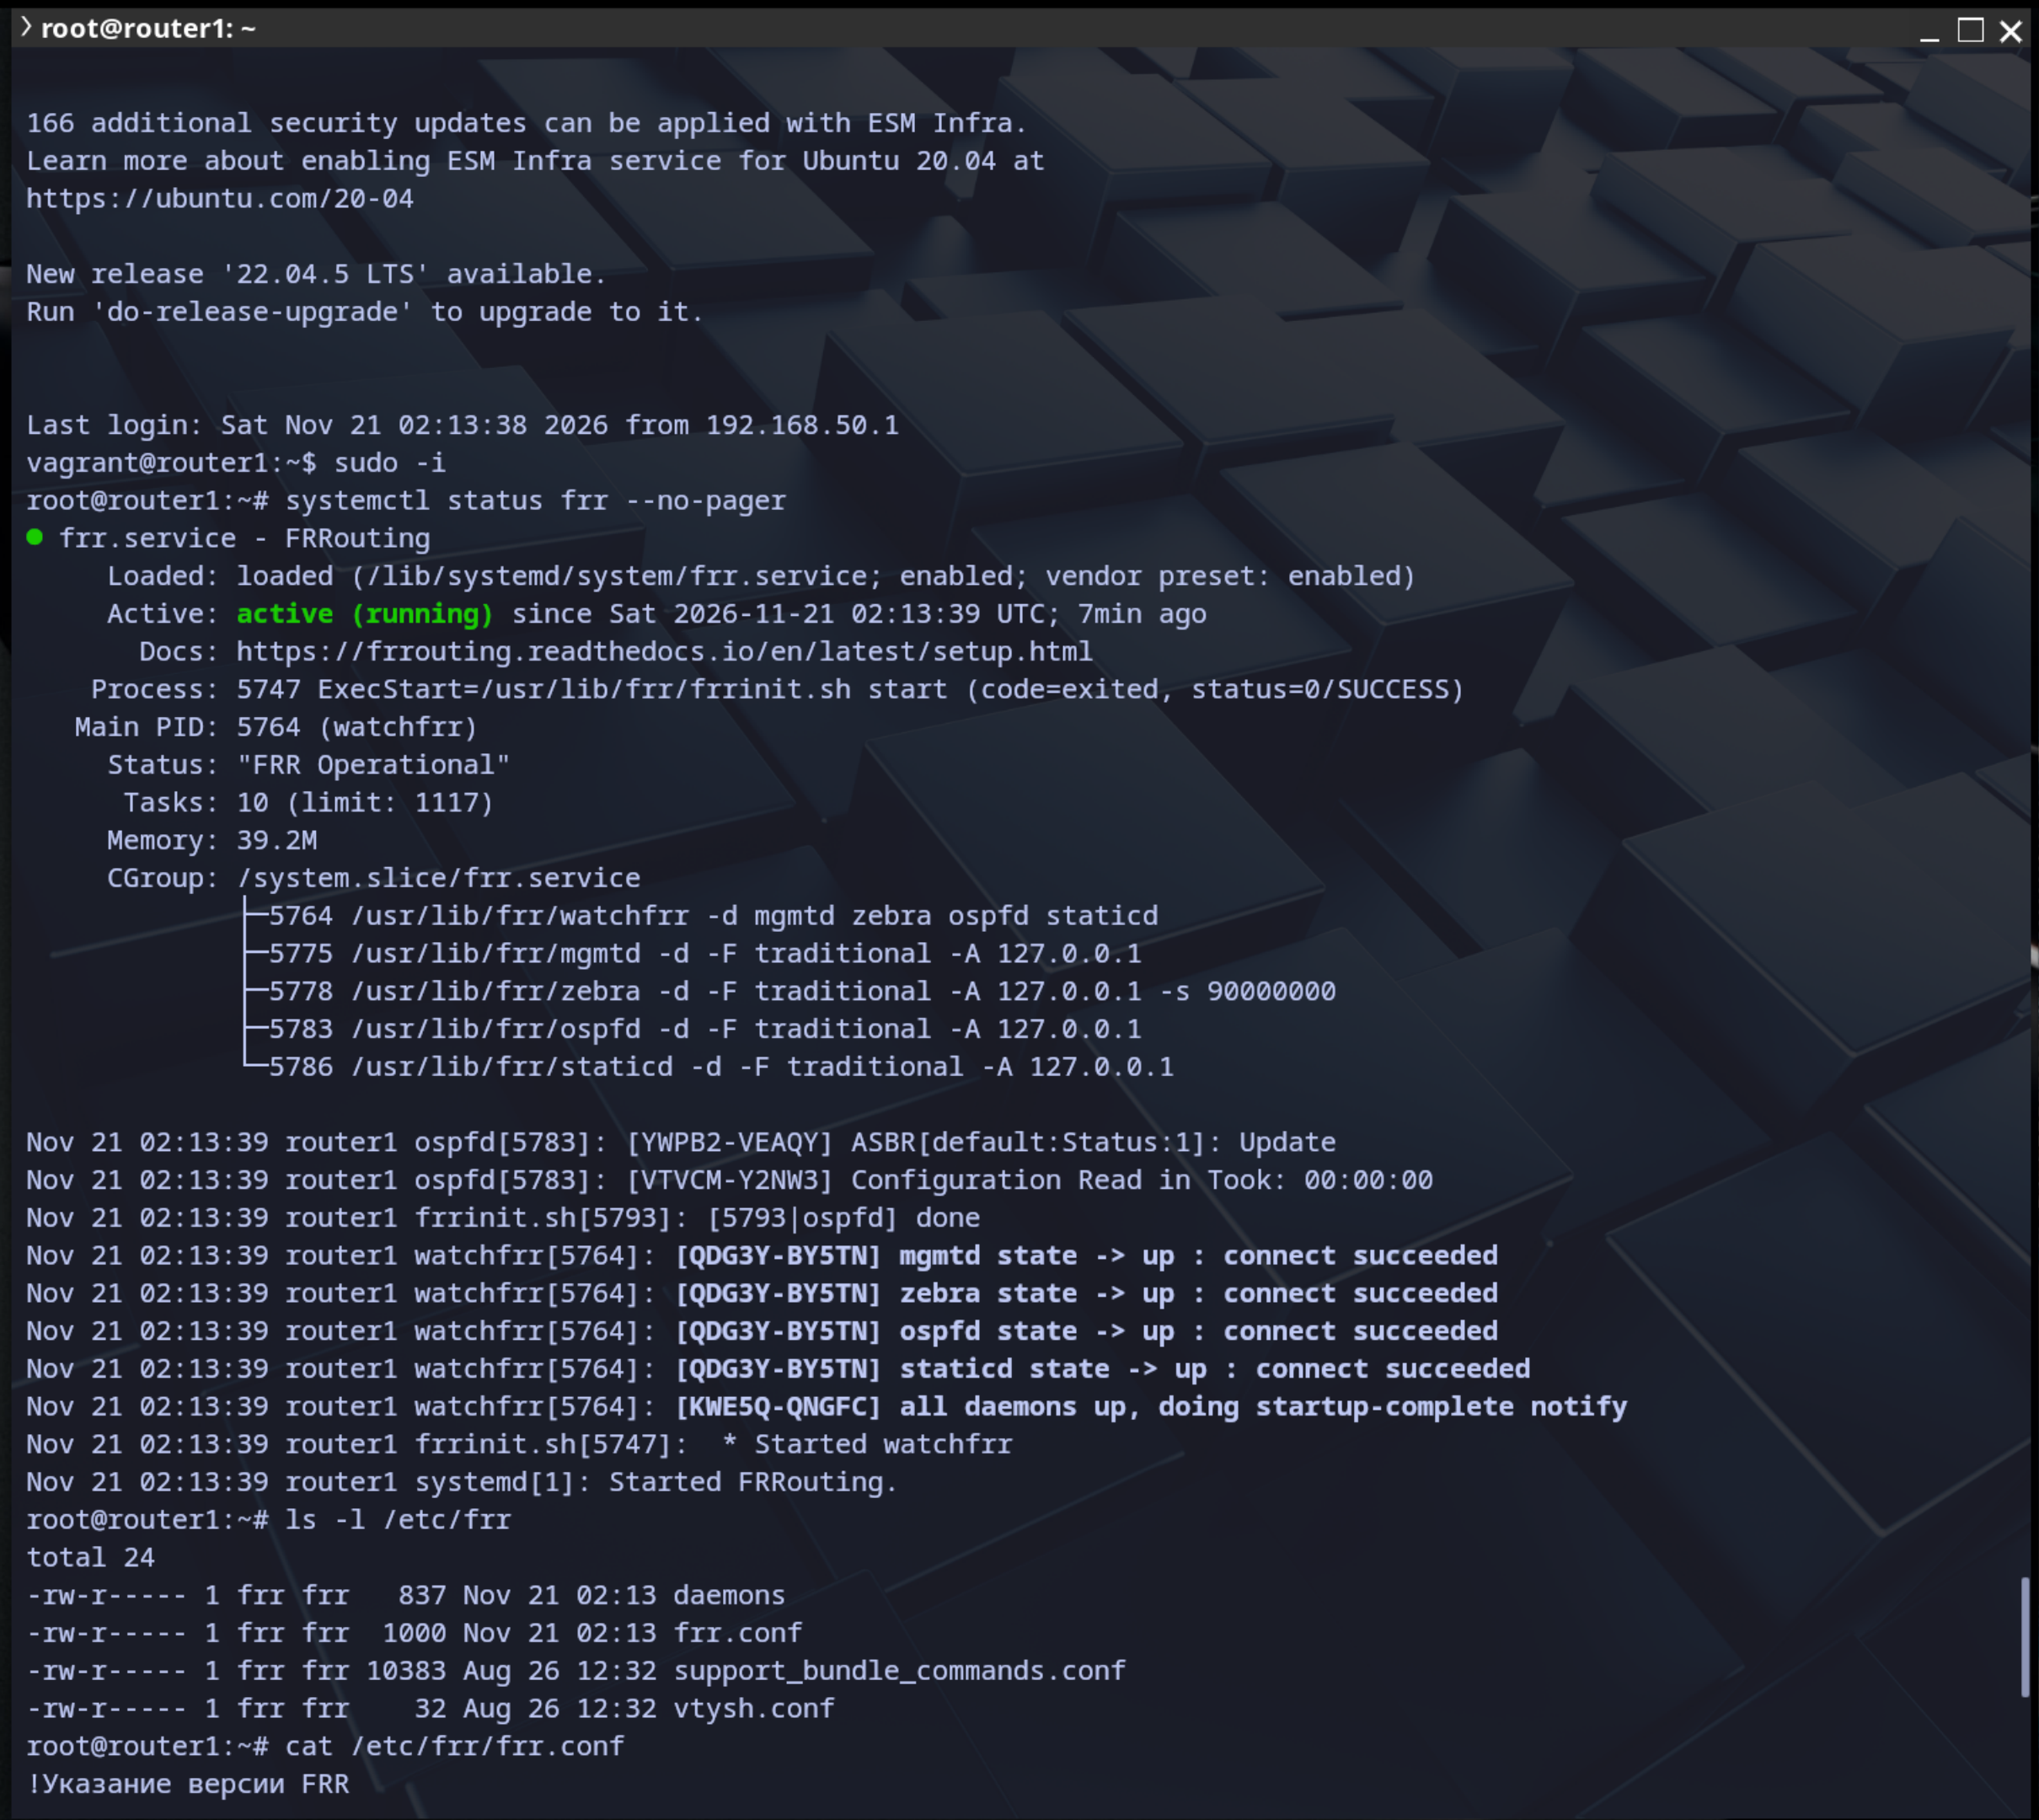 root@router1: ~
166 additional security updates can be applied with ESM Infra.
Learn more about enabling ESM Infra service for Ubuntu 20.04 at
https://ubuntu.com/20-04
New release '22.04.5 LTS' available.
Run 'do-release-upgrade' to upgrade to it.
Last login: Sat Nov 21 02:13:38 2026 from 192.168.50.1
vagrant@router1:~$ sudo -i
root@router1:~# systemctl status frr --no-pager
● frr.service - FRRouting
     Loaded: loaded (/lib/systemd/system/frr.service; enabled; vendor preset: enabled)
     Active: active (running) since Sat 2026-11-21 02:13:39 UTC; 7min ago
       Docs: https://frrouting.readthedocs.io/en/latest/setup.html
    Process: 5747 ExecStart=/usr/lib/frr/frrinit.sh start (code=exited, status=0/SUCCESS)
   Main PID: 5764 (watchfrr)
     Status: "FRR Operational"
      Tasks: 10 (limit: 1117)
     Memory: 39.2M
     CGroup: /system.slice/frr.service
             ├─5764 /usr/lib/frr/watchfrr -d mgmtd zebra ospfd staticd
             ├─5775 /usr/lib/frr/mgmtd -d -F traditional -A 127.0.0.1
             ├─5778 /usr/lib/frr/zebra -d -F traditional -A 127.0.0.1 -s 90000000
             ├─5783 /usr/lib/frr/ospfd -d -F traditional -A 127.0.0.1
             └─5786 /usr/lib/frr/staticd -d -F traditional -A 127.0.0.1
Nov 21 02:13:39 router1 ospfd[5783]: [YWPB2-VEAQY] ASBR[default:Status:1]: Update
Nov 21 02:13:39 router1 ospfd[5783]: [VTVCM-Y2NW3] Configuration Read in Took: 00:00:00
Nov 21 02:13:39 router1 frrinit.sh[5793]: [5793|ospfd] done
Nov 21 02:13:39 router1 watchfrr[5764]: [QDG3Y-BY5TN] mgmtd state -> up : connect succeeded
Nov 21 02:13:39 router1 watchfrr[5764]: [QDG3Y-BY5TN] zebra state -> up : connect succeeded
Nov 21 02:13:39 router1 watchfrr[5764]: [QDG3Y-BY5TN] ospfd state -> up : connect succeeded
Nov 21 02:13:39 router1 watchfrr[5764]: [QDG3Y-BY5TN] staticd state -> up : connect succeeded
Nov 21 02:13:39 router1 watchfrr[5764]: [KWE5Q-QNGFC] all daemons up, doing startup-complete notify
Nov 21 02:13:39 router1 frrinit.sh[5747]:  * Started watchfrr
Nov 21 02:13:39 router1 systemd[1]: Started FRRouting.
root@router1:~# ls -l /etc/frr
total 24
-rw-r----- 1 frr frr   837 Nov 21 02:13 daemons
-rw-r----- 1 frr frr  1000 Nov 21 02:13 frr.conf
-rw-r----- 1 frr frr 10383 Aug 26 12:32 support_bundle_commands.conf
-rw-r----- 1 frr frr    32 Aug 26 12:32 vtysh.conf
root@router1:~# cat /etc/frr/frr.conf
!Указание версии FRR